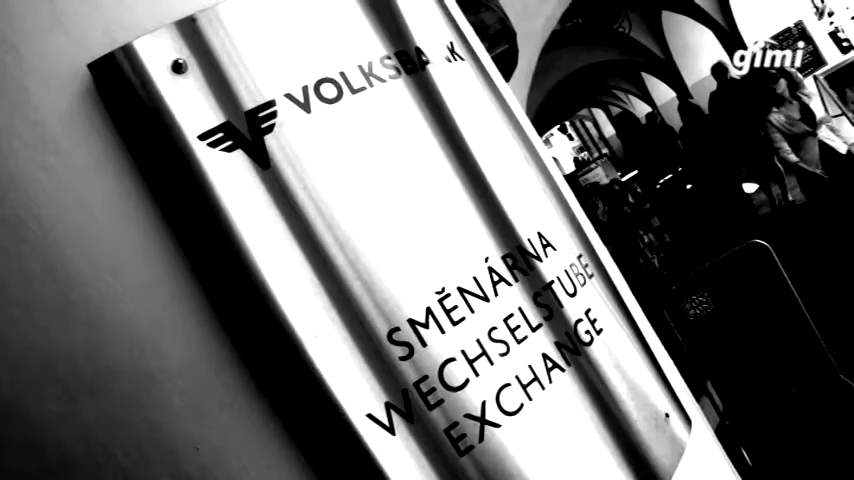 gimi
VOLKSBANK
SMĚNÁRNA
WECHSELSTUBE
EXCHANGE